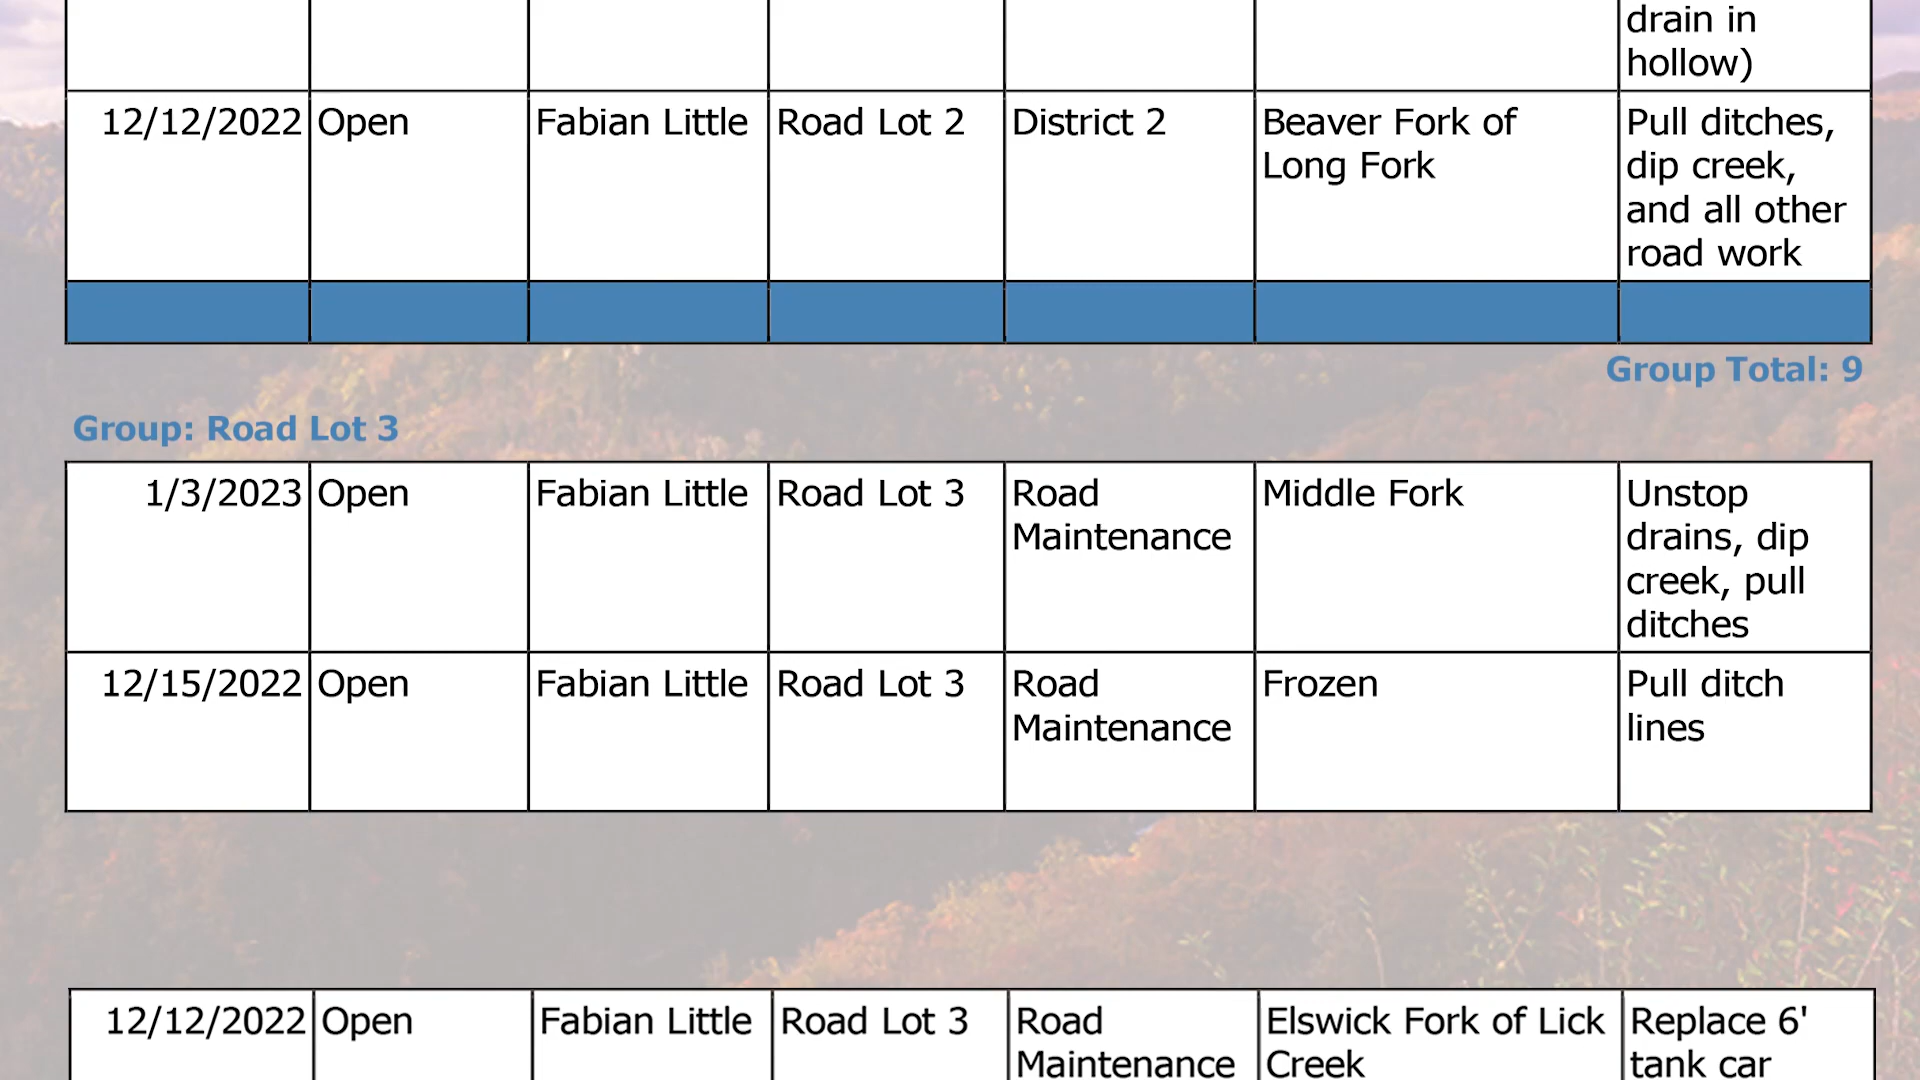 drain in
hollow)
12/12/2022 Open Fabian Little Road Lot 2 District 2 Beaver Fork of Pull ditches,
Long Fork dip creek,
and all other
road work
Group Total: 9
Group: Road Lot 3
1/3/2023 Open Fabian Little Road Lot 3 Road Middle Fork Unstop
Maintenance drains, dip
creek, pull
ditches
12/15/2022 Open Fabian Little Road Lot 3 Road Frozen Pull ditch
Maintenance lines
12/12/2022 Open Fabian Little Road Lot 3 Road Elswick Fork of Lick Replace 6'
Maintenance Creek tank car